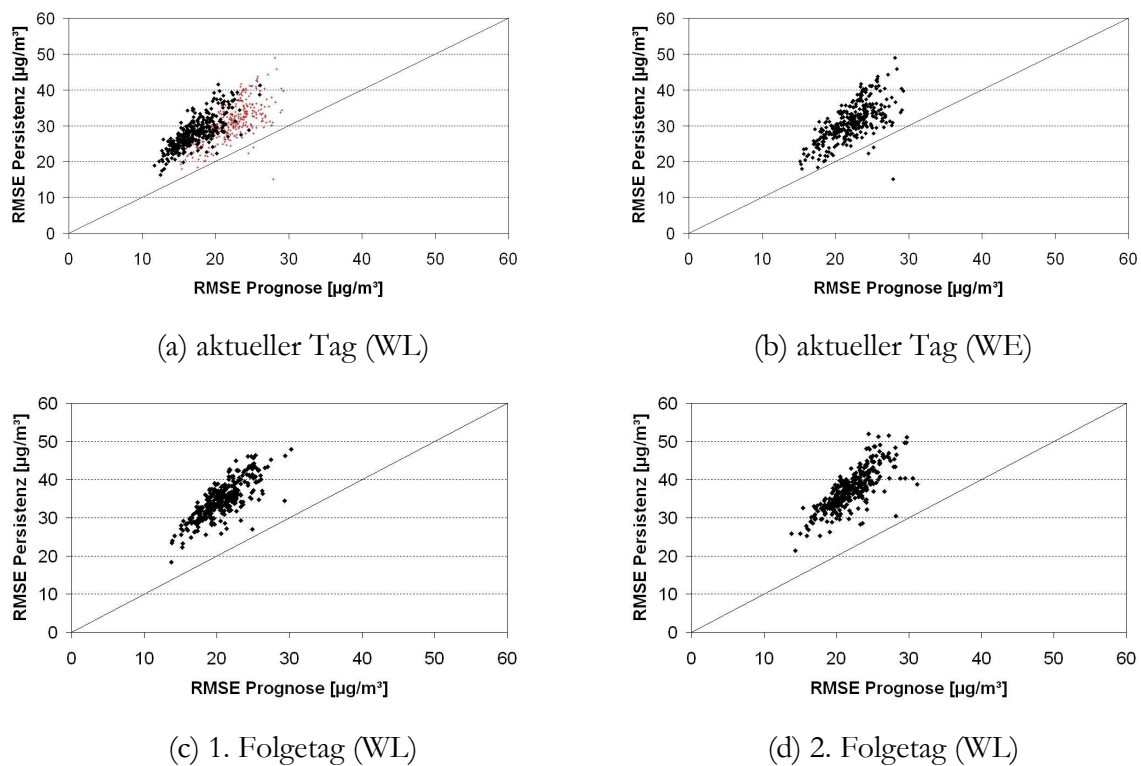 RMSE Persistenz [µg/m³]
60
50
40
30
20
10
0
0 10 20 30 40 50 60
RMSE Prognose [µg/m³]
(a) aktueller Tag (WL)
RMSE Persistenz [µg/m³]
60
50
40
30
20
10
0
0 10 20 30 40 50 60
RMSE Prognose [µg/m³]
(b) aktueller Tag (WE)
RMSE Persistenz [µg/m³]
60
50
40
30
20
10
0
0 10 20 30 40 50 60
RMSE Prognose [µg/m³]
(c) 1. Folgetag (WL)
RMSE Persistenz [µg/m³]
60
50
40
30
20
10
0
0 10 20 30 40 50 60
RMSE Prognose [µg/m³]
(d) 2. Folgetag (WL)